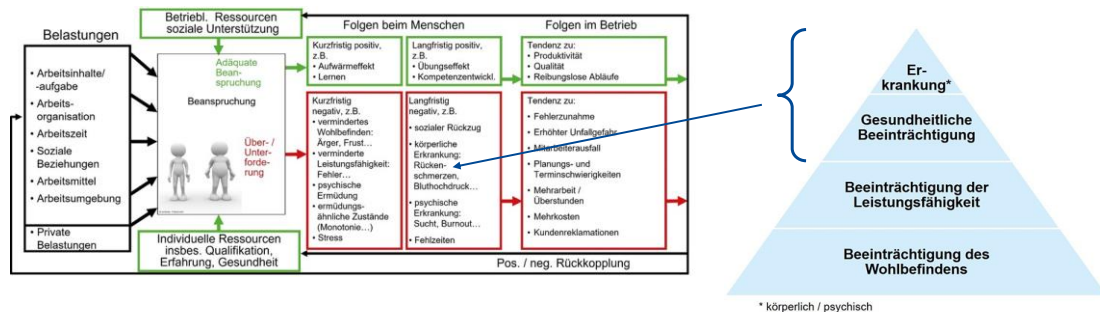 Betriebl. Ressourcen
soziale Unterstützung
Belastungen
• Arbeitsinhalte/
-aufgabe
• Arbeits-
organisation
• Arbeitszeit
• Soziale
Beziehungen
• Arbeitsmittel
• Arbeitsumgebung
• Private
Belastungen
Adäquate
Bean-
spruchung
Beanspruchung
Über- /
Unter-
forde-
rung
Individuelle Ressourcen
insbes. Qualifikation,
Erfahrung, Gesundheit
Folgen beim Menschen
Kurzfristig positiv,
z.B.
• Aufwärmeffekt
• Lernen
Langfristig positiv,
z.B.
• Übungseffekt
• Kompetenzentwickl.
Kurzfristig
negativ, z.B.
• vermindertes
Wohlbefinden:
Ärger, Frust…
• verminderte
Leistungsfähigkeit:
Fehler…
• psychische
Ermüdung
• ermüdungs-
ähnliche Zustände
(Monotonie…)
• Stress
Langfristig
negativ, z.B.
• sozialer Rückzug
• körperliche
Erkrankung:
Rücken-
schmerzen,
Bluthochdruck…
• psychische
Erkrankung:
Sucht, Burnout…
• Fehlzeiten
Folgen im Betrieb
Tendenz zu:
• Produktivität
• Qualität
• Reibungslose Abläufe
Tendenz zu:
• Fehlerzunahme
• Erhöhter Unfallgefahr
• Mitarbeiterausfall
• Planungs- und
Terminschwierigkeiten
• Mehrarbeit /
Überstunden
• Mehrkosten
• Kundenreklamationen
Pos. / neg. Rückkopplung
Er-
krankung*
Gesundheitliche
Beeinträchtigung
Beeinträchtigung der
Leistungsfähigkeit
Beeinträchtigung des
Wohlbefindens
* körperlich / psychisch